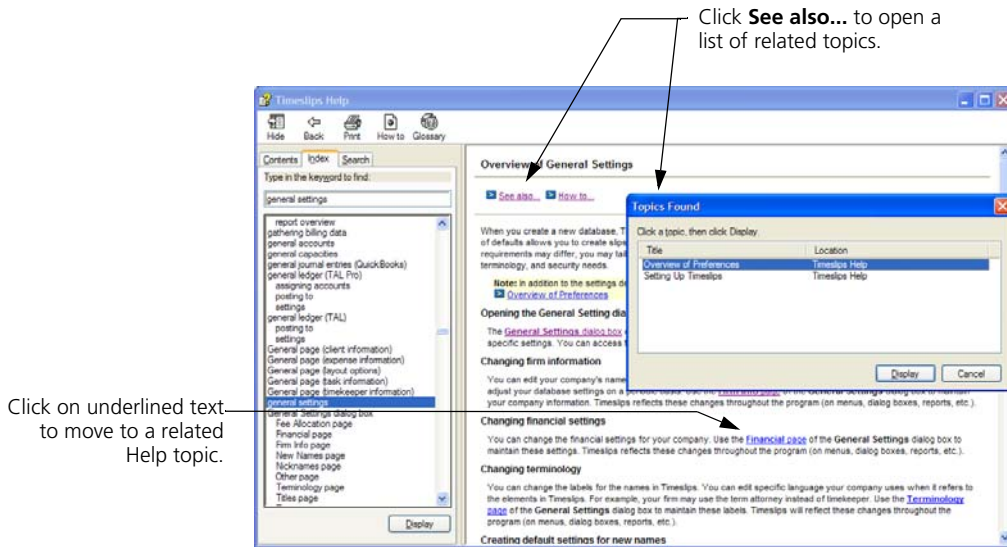 Click See also... to open a
list of related topics.
Timeslips Help
Hide Back Print How to Glossary
Contents Index Search
Type in the keyword to find:
general settings
report overview
gathering billing data
general accounts
general capacities
general journal entries (QuickBooks)
general ledger (TAL Pro)
assigning accounts
posting to
settings
general ledger (TAL)
posting to
settings
General page (client information)
General page (expense information)
General page (layout options)
General page (task information)
General page (timekeeper information)
general settings
General Settings dialog box
Fee Allocation page
Financial page
Firm Info page
New Names page
Nicknames page
Other page
Terminology page
Titles page
Display
Click on underlined text
to move to a related
Help topic.
Overview of General Settings
See also... How to...
When you create a new database, T
of defaults allows you to create slips
requirements may differ, you may tail
terminology, and security needs.
Note: In addition to the settings de
Overview of Preferences
Opening the General Setting dia
The General Settings dialog box
specific settings. You can access t
Changing firm information
You can edit your company's name
adjust your database settings on a periodic basis. Use the Firm Info page of the General Settings dialog box to maintain
your company information. Timeslips reflects these changes throughout the program (on menus, dialog boxes, reports, etc.).
Changing financial settings
You can change the financial settings for your company. Use the Financial page of the General Settings dialog box to
maintain these settings. Timeslips reflects these changes throughout the program (on menus, dialog boxes, reports, etc.).
Changing terminology
You can change the labels for the names in Timeslips. You can edit specific language your company uses when it refers to
the elements in Timeslips. For example, your firm may use the term attorney instead of timekeeper. Use the Terminology
page of the General Settings dialog box to maintain these labels. Timeslips will reflect these changes throughout the
program (on menus, dialog boxes, reports, etc.).
Creating default settings for new names
Topics Found
Click a topic, then click Display.
Title Location
Overview of Preferences Timeslips Help
Setting Up Timeslips Timeslips Help
Display Cancel